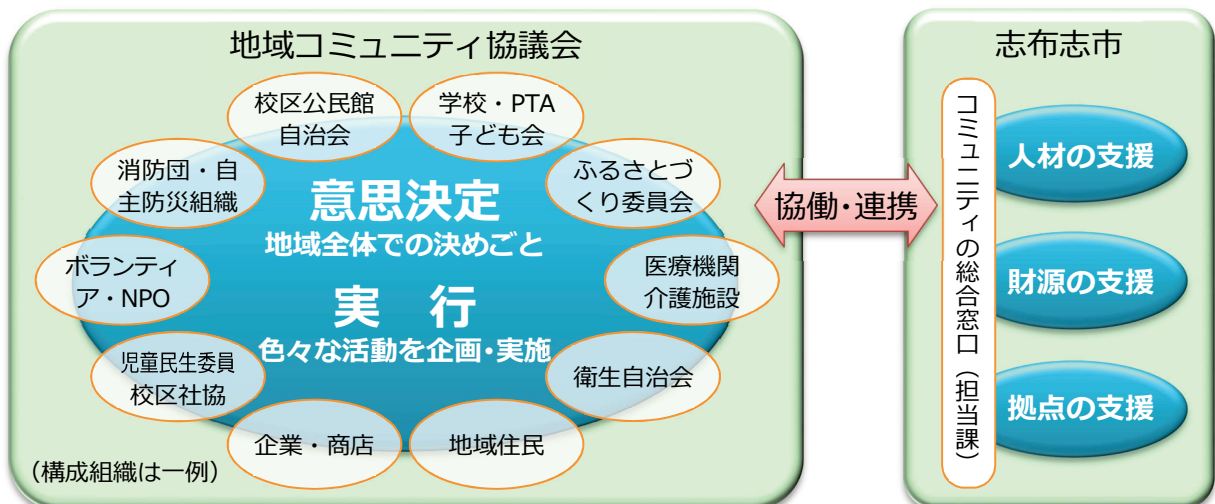 地域コミュニティ協議会
校区公民館
自治会
学校・PTA
子ども会
消防団・自
主防災組織
ふるさとづ
くり委員会
意思決定
地域全体での決めごと
ボランティ
ア・NPO
医療機関
介護施設
実 行
色々な活動を企画・実施
児童民生委員
校区社協
衛生自治会
企業・商店
地域住民
(構成組織は一例)
協働・連携
志布志市
コミュニティの総合窓口(担当課)
人材の支援
財源の支援
拠点の支援